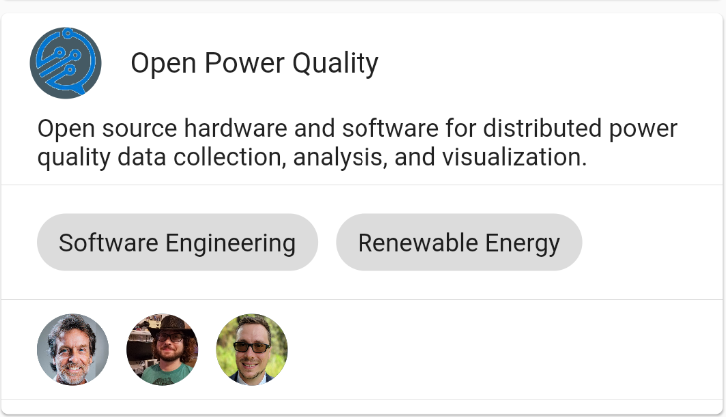 Open Power Quality
Open source hardware and software for distributed power
quality data collection, analysis, and visualization.
Software Engineering
Renewable Energy